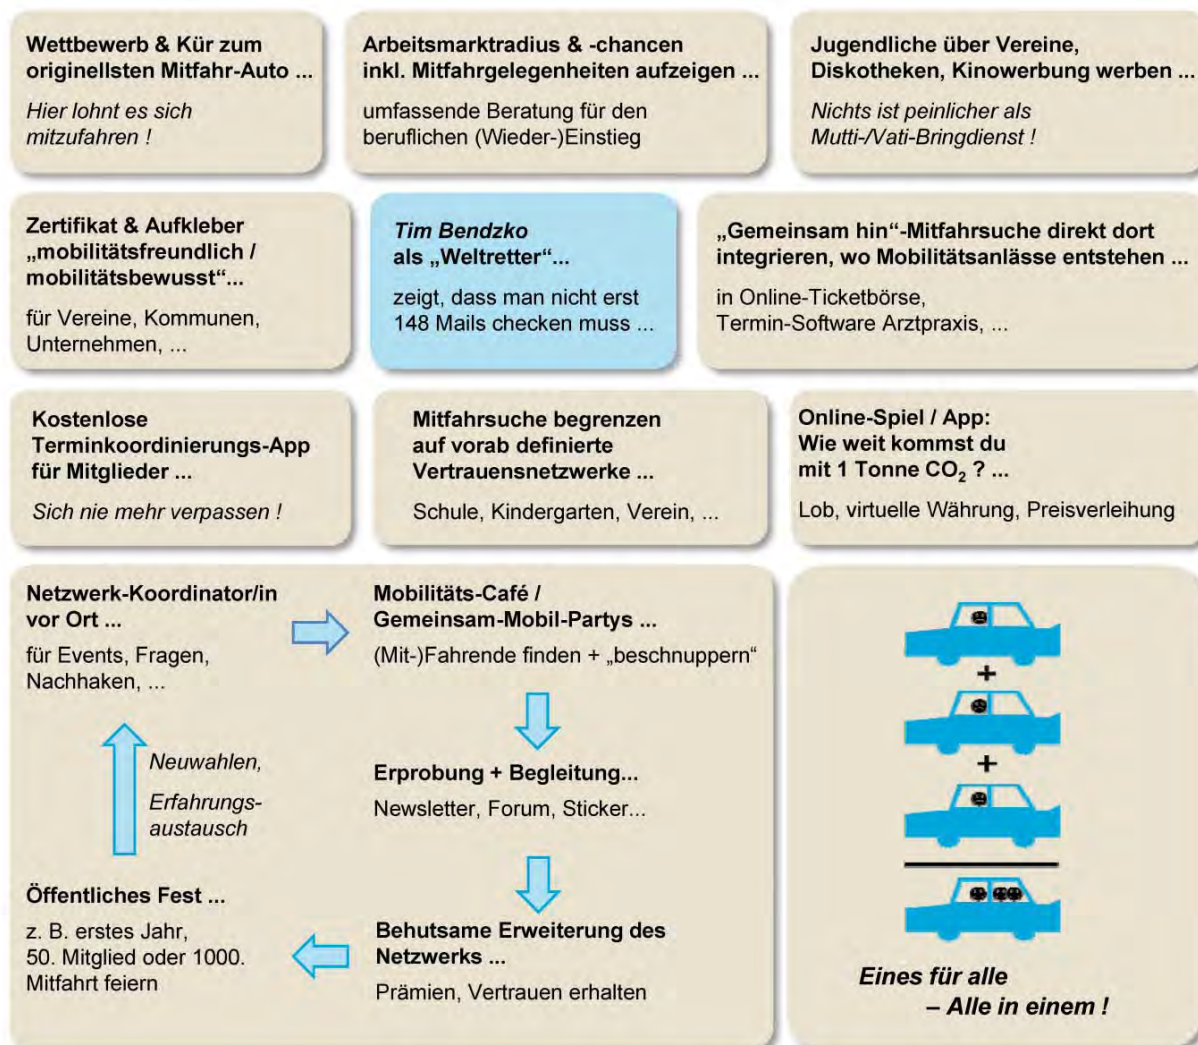 Wettbewerb & Kür zum
originellsten Mitfahr-Auto ...
Hier lohnt es sich
mitzufahren !
Arbeitsmarktradius & -chancen
inkl. Mitfahrgelegenheiten aufzeigen ...
umfassende Beratung für den
beruflichen (Wieder-)Einstieg
Jugendliche über Vereine,
Diskotheken, Kinowerbung werben ...
Nichts ist peinlicher als
Mutti-/Vati-Bringdienst !
Zertifikat & Aufkleber
„mobilitätsfreundlich /
mobilitätsbewusst“...
für Vereine, Kommunen,
Unternehmen, ...
Tim Bendzko
als „Weltretter“...
zeigt, dass man nicht erst
148 Mails checken muss ...
„Gemeinsam hin“-Mitfahrsuche direkt dort
integrieren, wo Mobilitätsanlässe entstehen ...
in Online-Ticketbörse,
Termin-Software Arztpraxis, ...
Kostenlose
Terminkoordinierungs-App
für Mitglieder ...
Sich nie mehr verpassen !
Mitfahrsuche begrenzen
auf vorab definierte
Vertrauensnetzwerke ...
Schule, Kindergarten, Verein, ...
Online-Spiel / App:
Wie weit kommst du
mit 1 Tonne CO₂ ? ...
Lob, virtuelle Währung, Preisverleihung
Netzwerk-Koordinator/in
vor Ort ...
für Events, Fragen,
Nachhaken, ...
Mobilitäts-Café /
Gemeinsam-Mobil-Partys ...
(Mit-)Fahrende finden + „beschnuppern“
Erprobung + Begleitung...
Newsletter, Forum, Sticker...
Behutsame Erweiterung des
Netzwerks ...
Prämien, Vertrauen erhalten
Öffentliches Fest ...
z. B. erstes Jahr,
50. Mitglied oder 1000.
Mitfahrt feiern
Neuwahlen,
Erfahrungs-
austausch
+
+
Eines für alle
– Alle in einem !